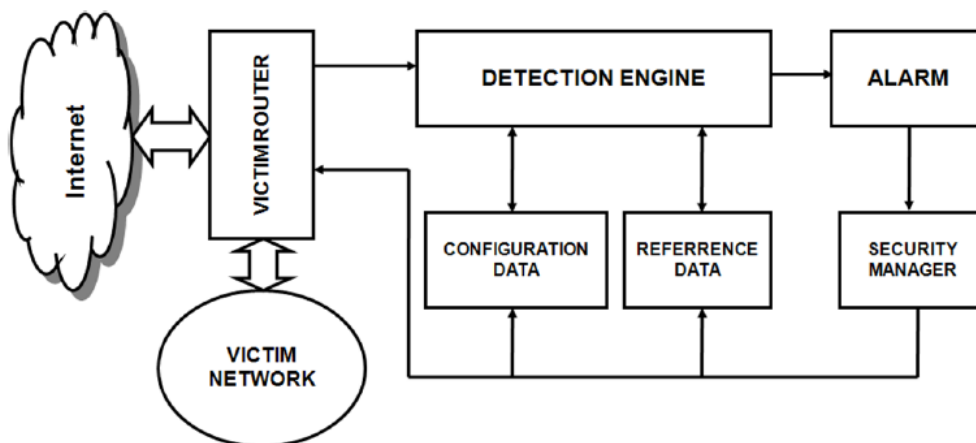 Internet
VICTIMROUTER
DETECTION ENGINE
ALARM
CONFIGURATION
DATA
REFERRENCE
DATA
SECURITY
MANAGER
VICTIM
NETWORK